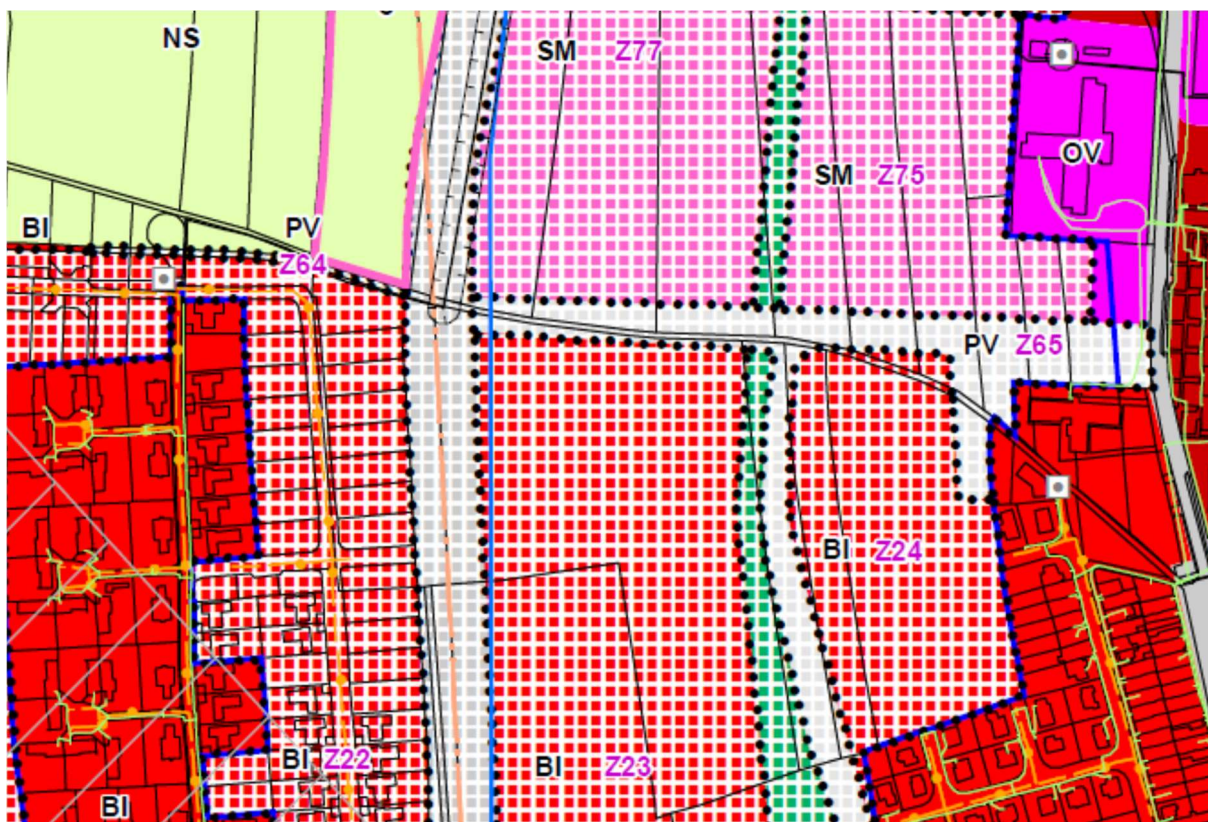 NS
SM Z77
SM Z75
OV
BI
PV
Z64
PV Z65
BI Z24
BI Z22
BI Z23
BI